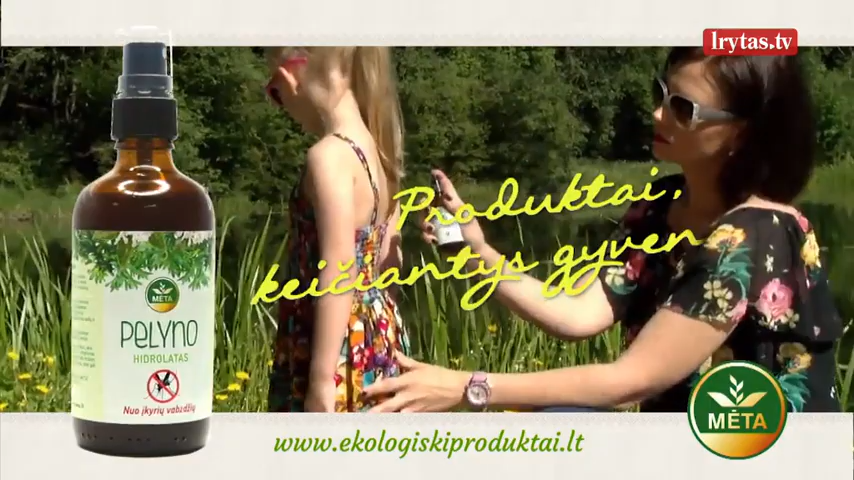 lrytas.tv
Produktai,
keičiantys gyven
MĖTA
PELYNO
HIDROLATAS
Nuo įkyrių vabzdžių
MĖTA
www.ekologiskiproduktai.lt